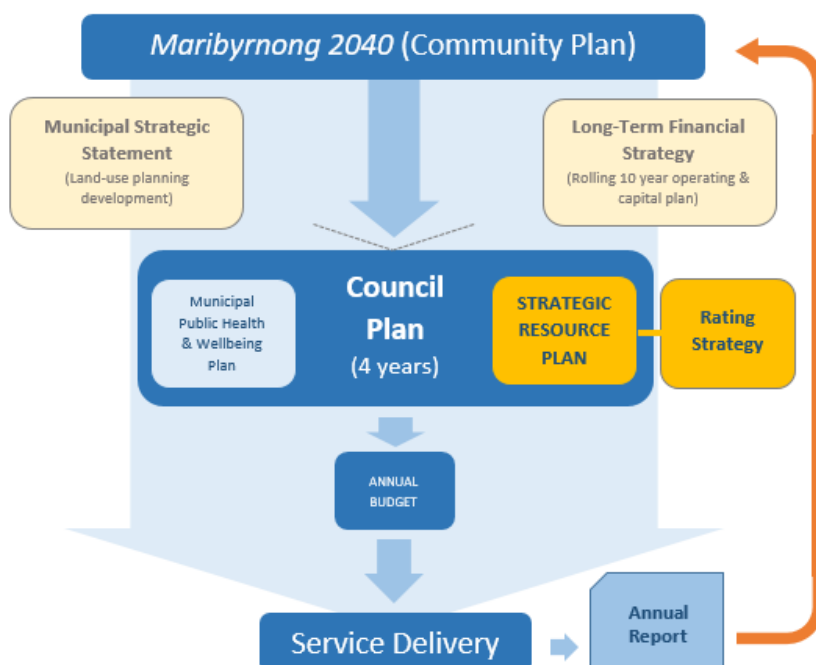 Maribyrnong 2040 (Community Plan)
Municipal Strategic
Statement
(Land-use planning
development)
Long-Term Financial
Strategy
(Rolling 10 year operating &
capital plan)
Municipal
Public Health
& Wellbeing
Plan
Council
Plan
(4 years)
STRATEGIC
RESOURCE
PLAN
Rating
Strategy
ANNUAL
BUDGET
Service Delivery
Annual
Report